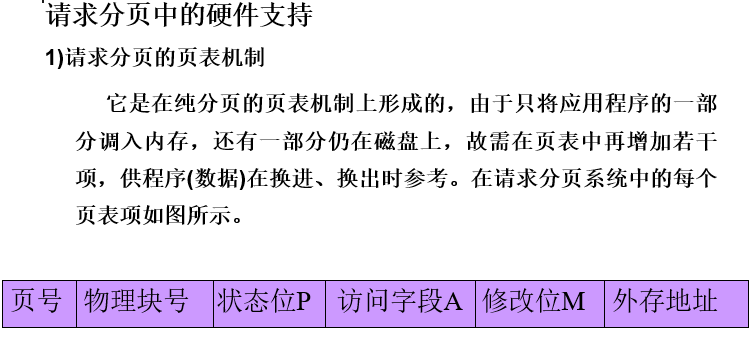 请求分页中的硬件支持
1)请求分页的页表机制
它是在纯分页的页表机制上形成的，由于只将应用程序的一部
分调入内存，还有一部分仍在磁盘上，故需在页表中再增加若干
项，供程序(数据)在换进、换出时参考。在请求分页系统中的每个
页表项如图所示。
页号 物理块号 状态位P 访问字段A 修改位M 外存地址